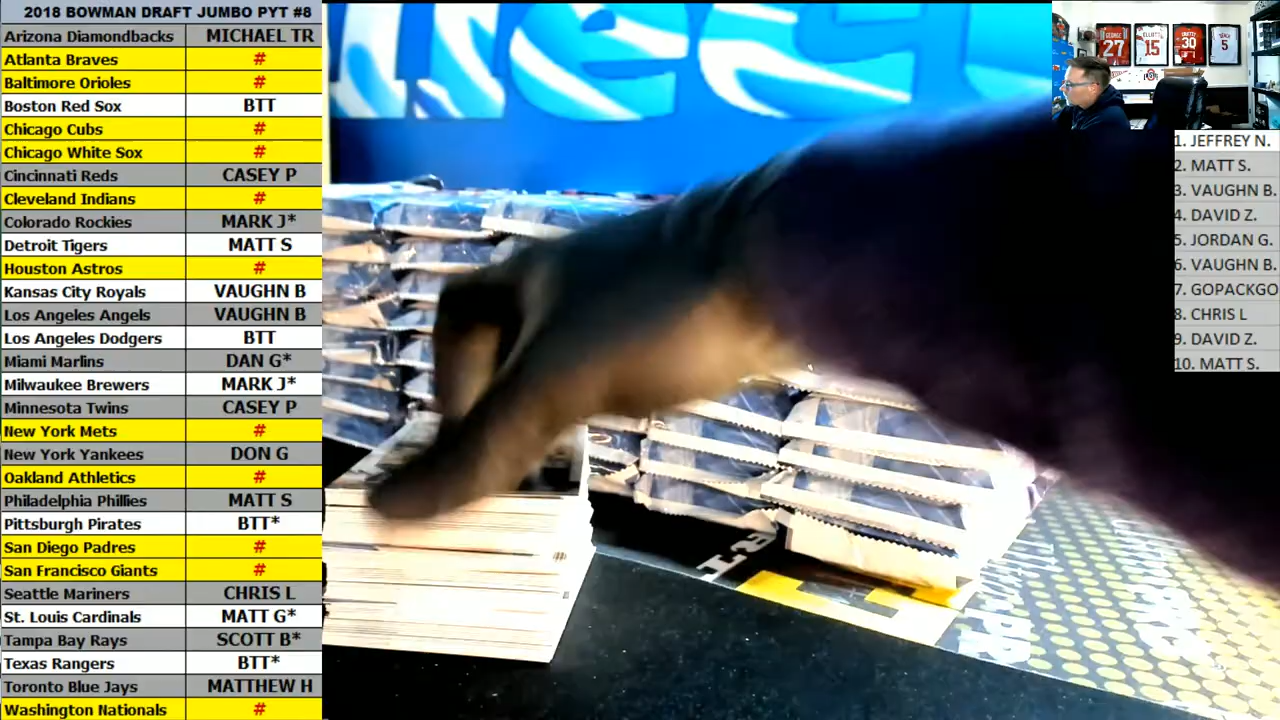 2018 BOWMAN DRAFT JUMBO PYT #8
Arizona Diamondbacks MICHAEL TR
Atlanta Braves #
Baltimore Orioles #
Boston Red Sox BTT
Chicago Cubs #
Chicago White Sox #
Cincinnati Reds CASEY P
Cleveland Indians #
Colorado Rockies MARK J*
Detroit Tigers MATT S
Houston Astros #
Kansas City Royals VAUGHN B
Los Angeles Angels VAUGHN B
Los Angeles Dodgers BTT
Miami Marlins DAN G*
Milwaukee Brewers MARK J*
Minnesota Twins CASEY P
New York Mets #
New York Yankees DON G
Oakland Athletics #
Philadelphia Phillies MATT S
Pittsburgh Pirates BTT*
San Diego Padres #
San Francisco Giants #
Seattle Mariners CHRIS L
St. Louis Cardinals MATT G*
Tampa Bay Rays SCOTT B*
Texas Rangers BTT*
Toronto Blue Jays MATTHEW H
Washington Nationals #
27
15
30
5
1. JEFFREY N.
2. MATT S.
3. VAUGHN B.
4. DAVID Z.
5. JORDAN G.
6. VAUGHN B.
7. GOPACKGO
8. CHRIS L
9. DAVID Z.
10. MATT S.